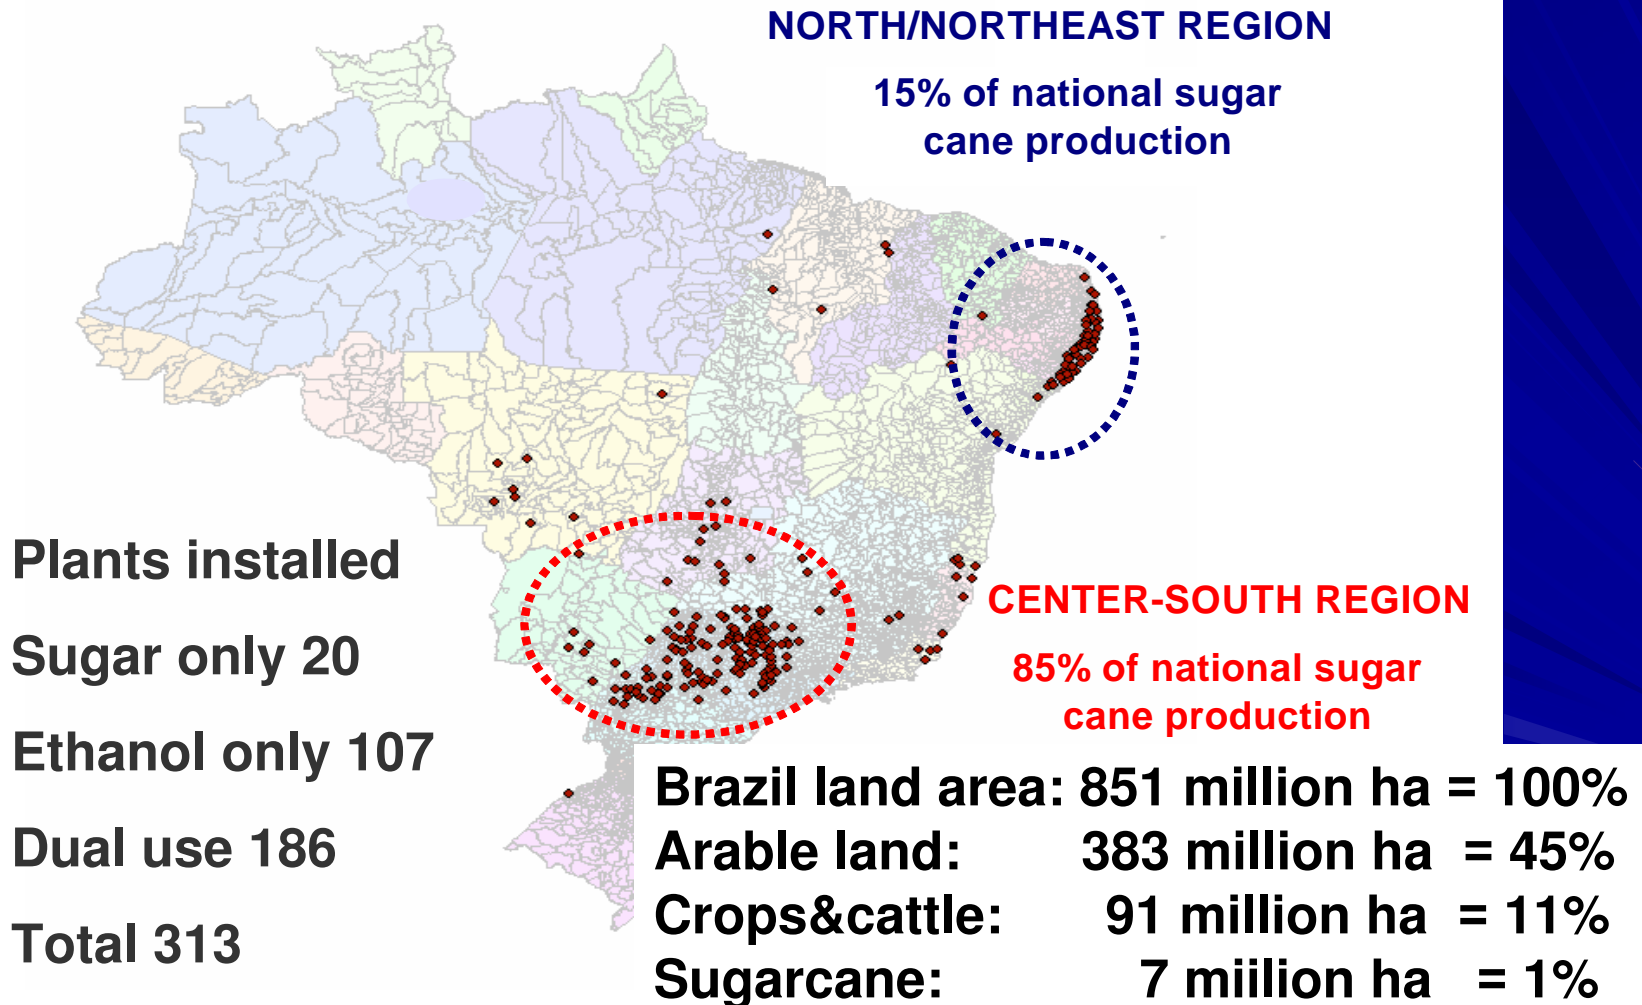 NORTH/NORTHEAST REGION
15% of national sugar
cane production
Plants installed
Sugar only 20
Ethanol only 107
Dual use 186
Total 313
CENTER-SOUTH REGION
85% of national sugar
cane production
Brazil land area: 851 million ha = 100%
Arable land: 383 million ha = 45%
Crops&cattle: 91 million ha = 11%
Sugarcane: 7 miilion ha = 1%